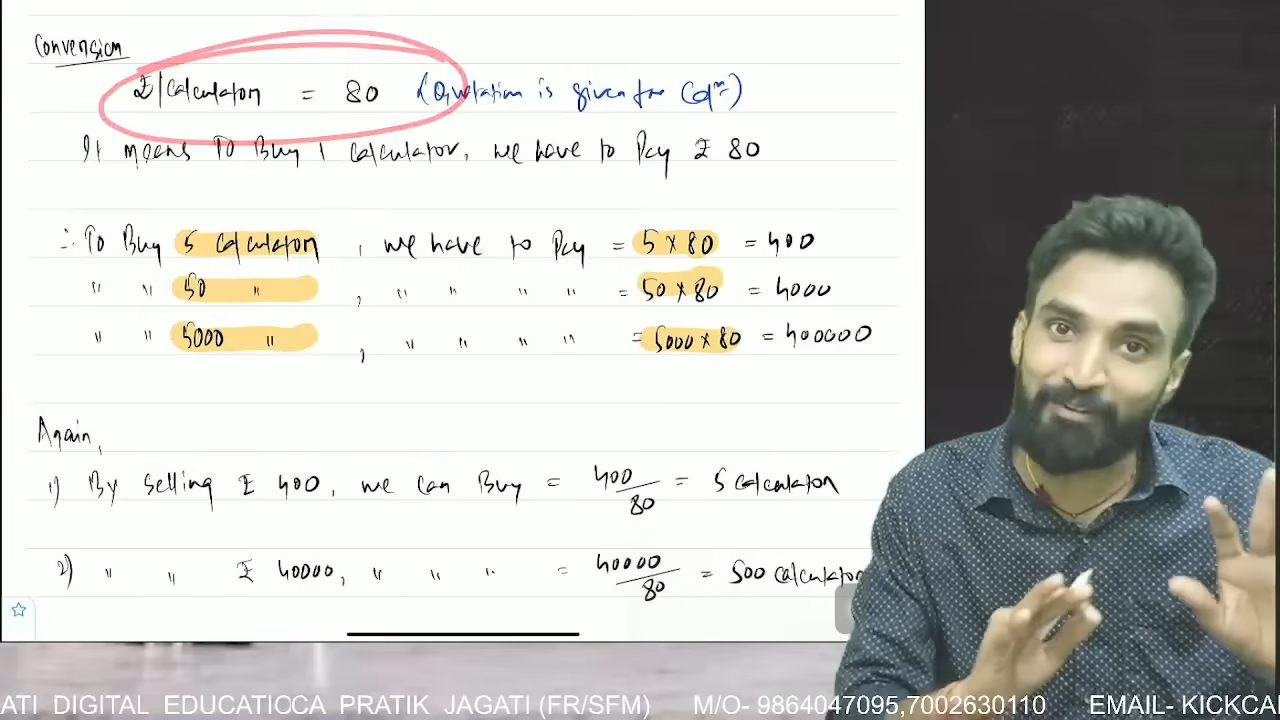 Conversion
₹/Calculator = 80 (Quotation is given for Calr)
It means To Buy 1 calculator, we have to Pay ₹ 80
∴ To Buy 5 Calculator, we have to Pay = 5 × 80 = 400
" " 50 ", " " " " = 50 × 80 = 4000
" " 5000 ", " " " " = 5000 × 80 = 400000
Again,
1) By selling ₹ 400, we can Buy = 400/80 = 5 calculator
2) " " ₹ 40000, " " " = 40000/80 = 500 calculator
ATI DIGITAL EDUCATIOCA PRATIK JAGATI (FR/SFM) M/O- 9864047095,7002630110 EMAIL- KICKCA